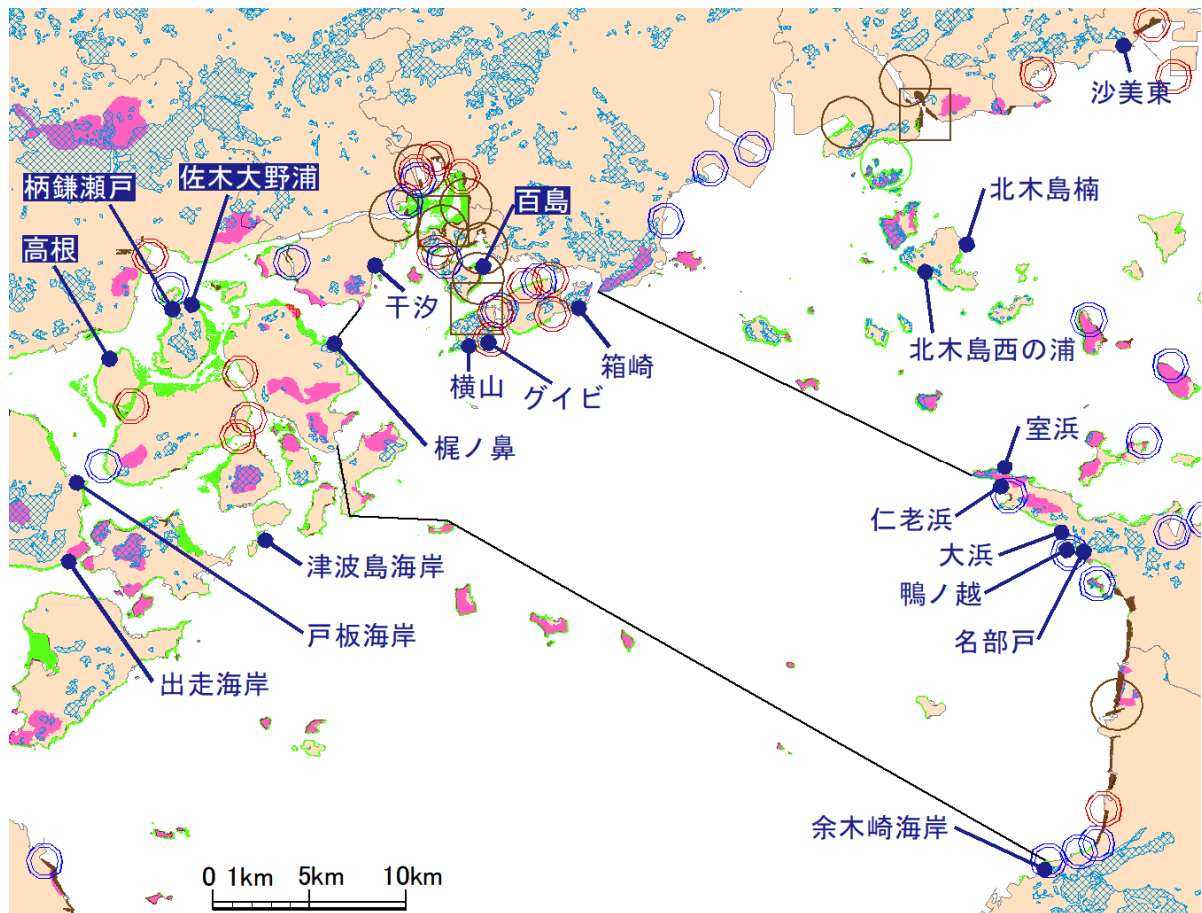 沙美東
佐木大野浦
柄鎌瀬戸
百島
北木島楠
高根
干汐
北木島西の浦
箱崎
横山
グイビ
室浜
梶ノ鼻
仁老浜
大浜
津波島海岸
鴨ノ越
戸板海岸
名部戸
出走海岸
余木崎海岸
0 1km 5km 10km